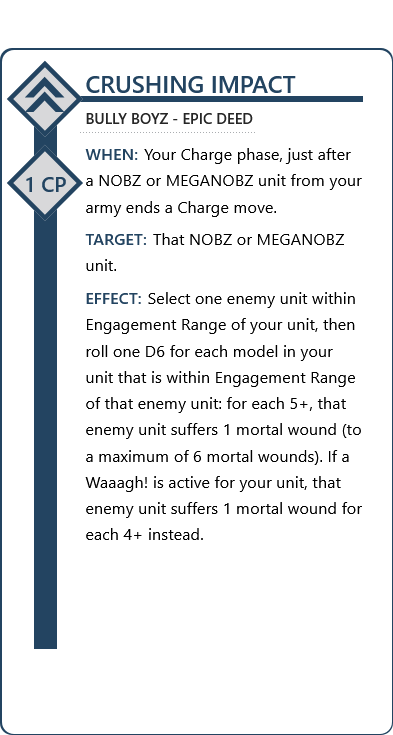 CRUSHING IMPACT
BULLY BOYZ - EPIC DEED
WHEN: Your Charge phase, just after
a NOBZ or MEGANOBZ unit from your
army ends a Charge move.
1 CP
TARGET: That NOBZ or MEGANOBZ
unit.
EFFECT: Select one enemy unit within
Engagement Range of your unit, then
roll one D6 for each model in your
unit that is within Engagement Range
of that enemy unit: for each 5+, that
enemy unit suffers 1 mortal wound (to
a maximum of 6 mortal wounds). If a
Waaagh! is active for your unit, that
enemy unit suffers 1 mortal wound for
each 4+ instead.